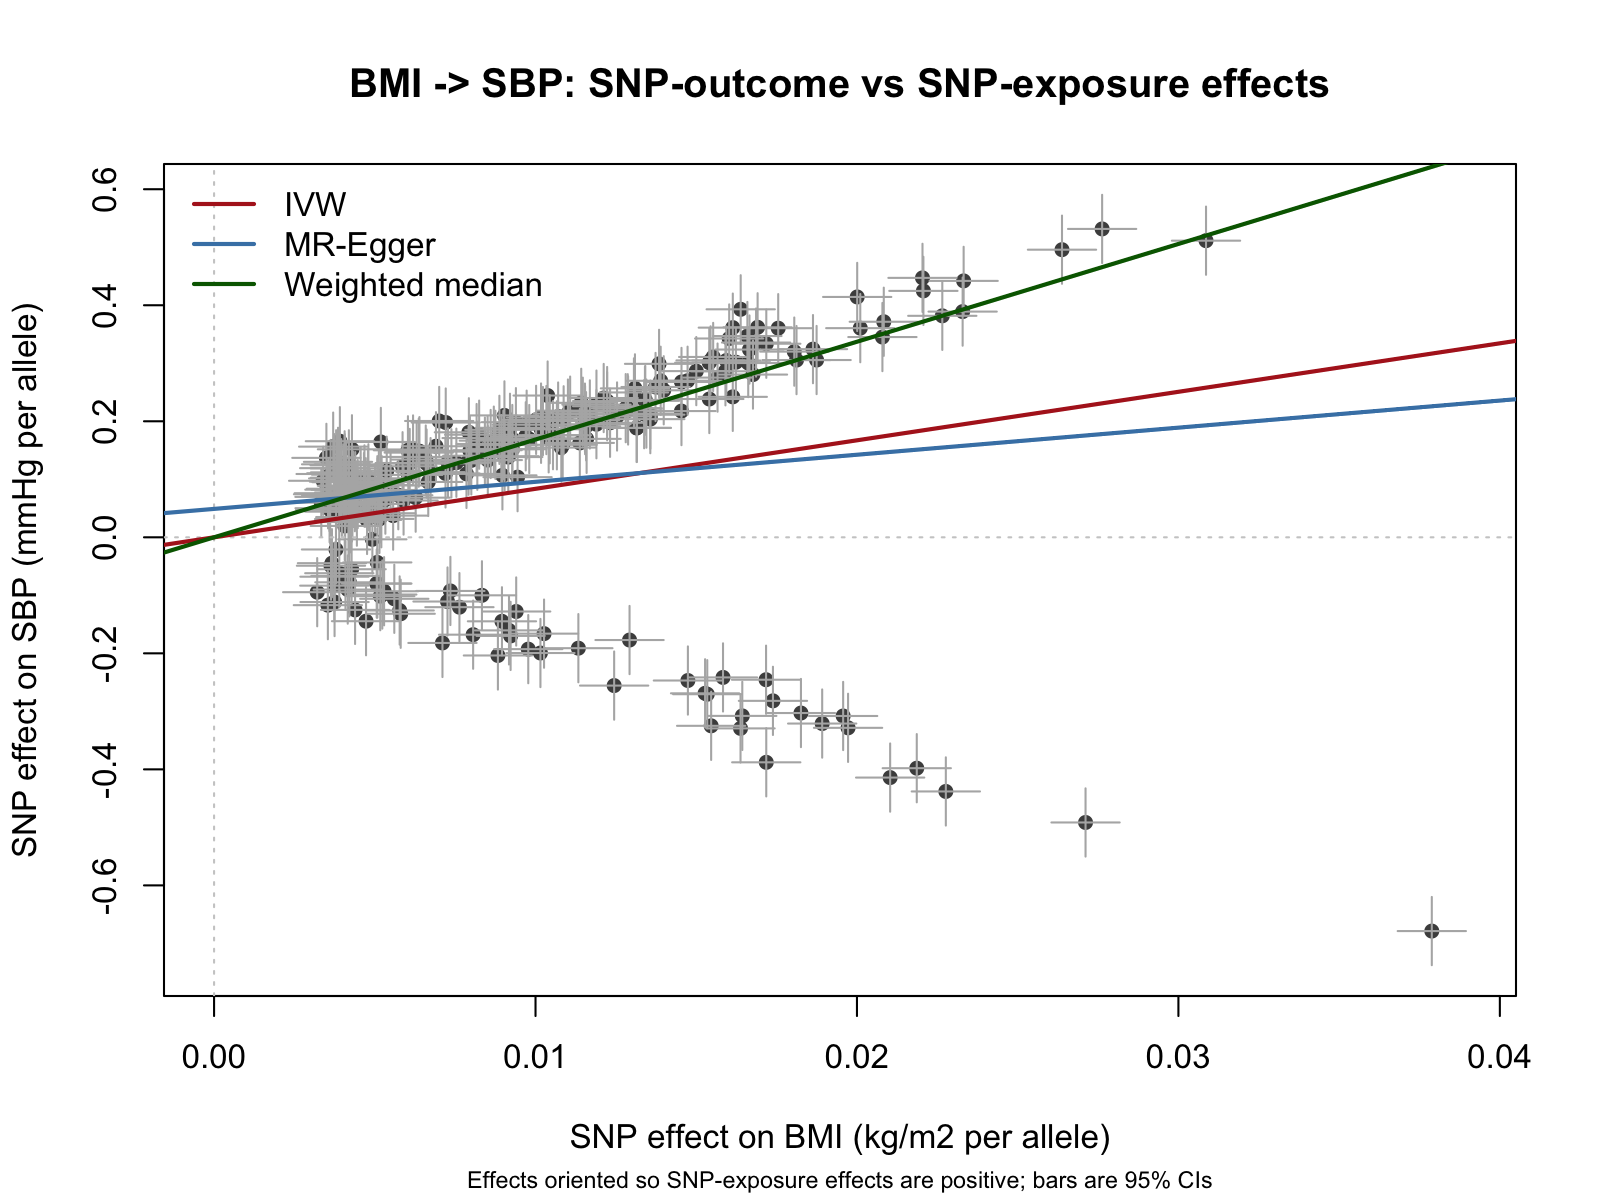 BMI -> SBP: SNP-outcome vs SNP-exposure effects
IVW
MR-Egger
Weighted median
SNP effect on SBP (mmHg per allele)
0.6
0.4
0.2
0.0
-0.2
-0.4
-0.6
0.00 0.01 0.02 0.03 0.04
SNP effect on BMI (kg/m2 per allele)
Effects oriented so SNP-exposure effects are positive; bars are 95% CIs